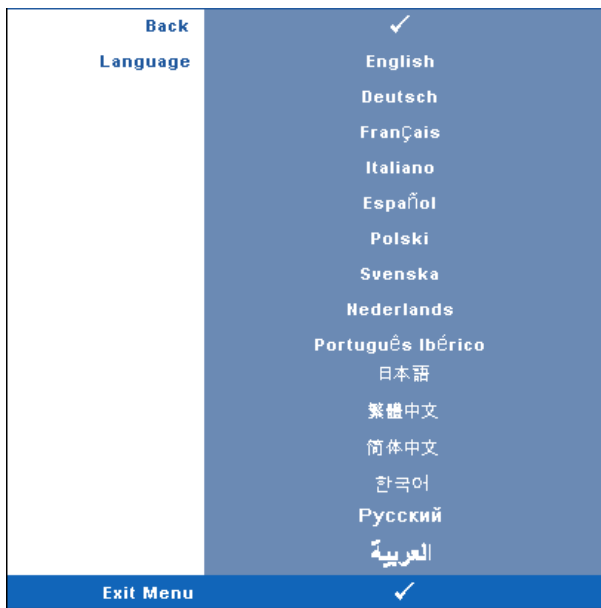 Back ✓
Language English
Deutsch
Français
Italiano
Español
Polski
Svenska
Nederlands
Português Ibérico
日本語
繁體中文
简体中文
한국어
Русский
العربية
Exit Menu ✓